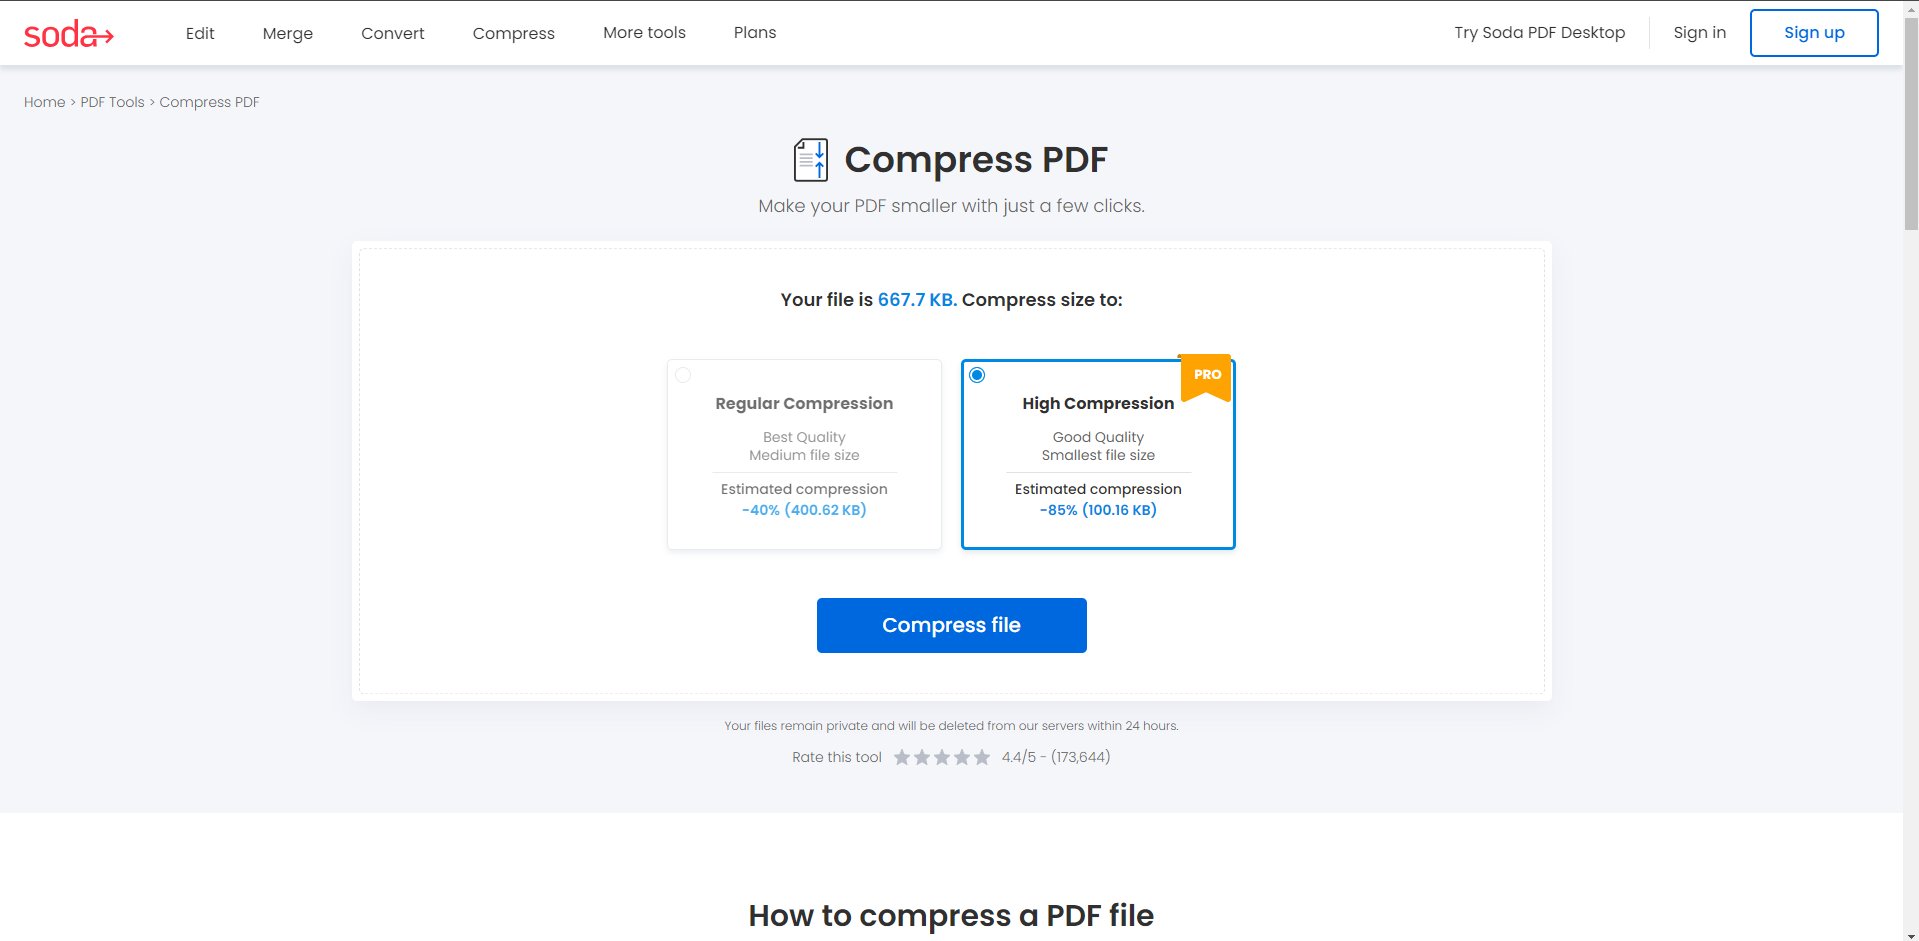 soda
Edit
Merge
Convert
Compress
More tools
Plans
Try Soda PDF Desktop
Sign in
Sign up
Home > PDF Tools > Compress PDF
Compress PDF
Make your PDF smaller with just a few clicks.
Your file is 667.7 KB. Compress size to:
Regular Compression
Best Quality
Medium file size
Estimated compression
-40% (400.62 KB)
PRO
High Compression
Good Quality
Smallest file size
Estimated compression
-85% (100.16 KB)
Compress file
Your files remain private and will be deleted from our servers within 24 hours.
Rate this tool
4.4/5 - (173,644)
How to compress a PDF file